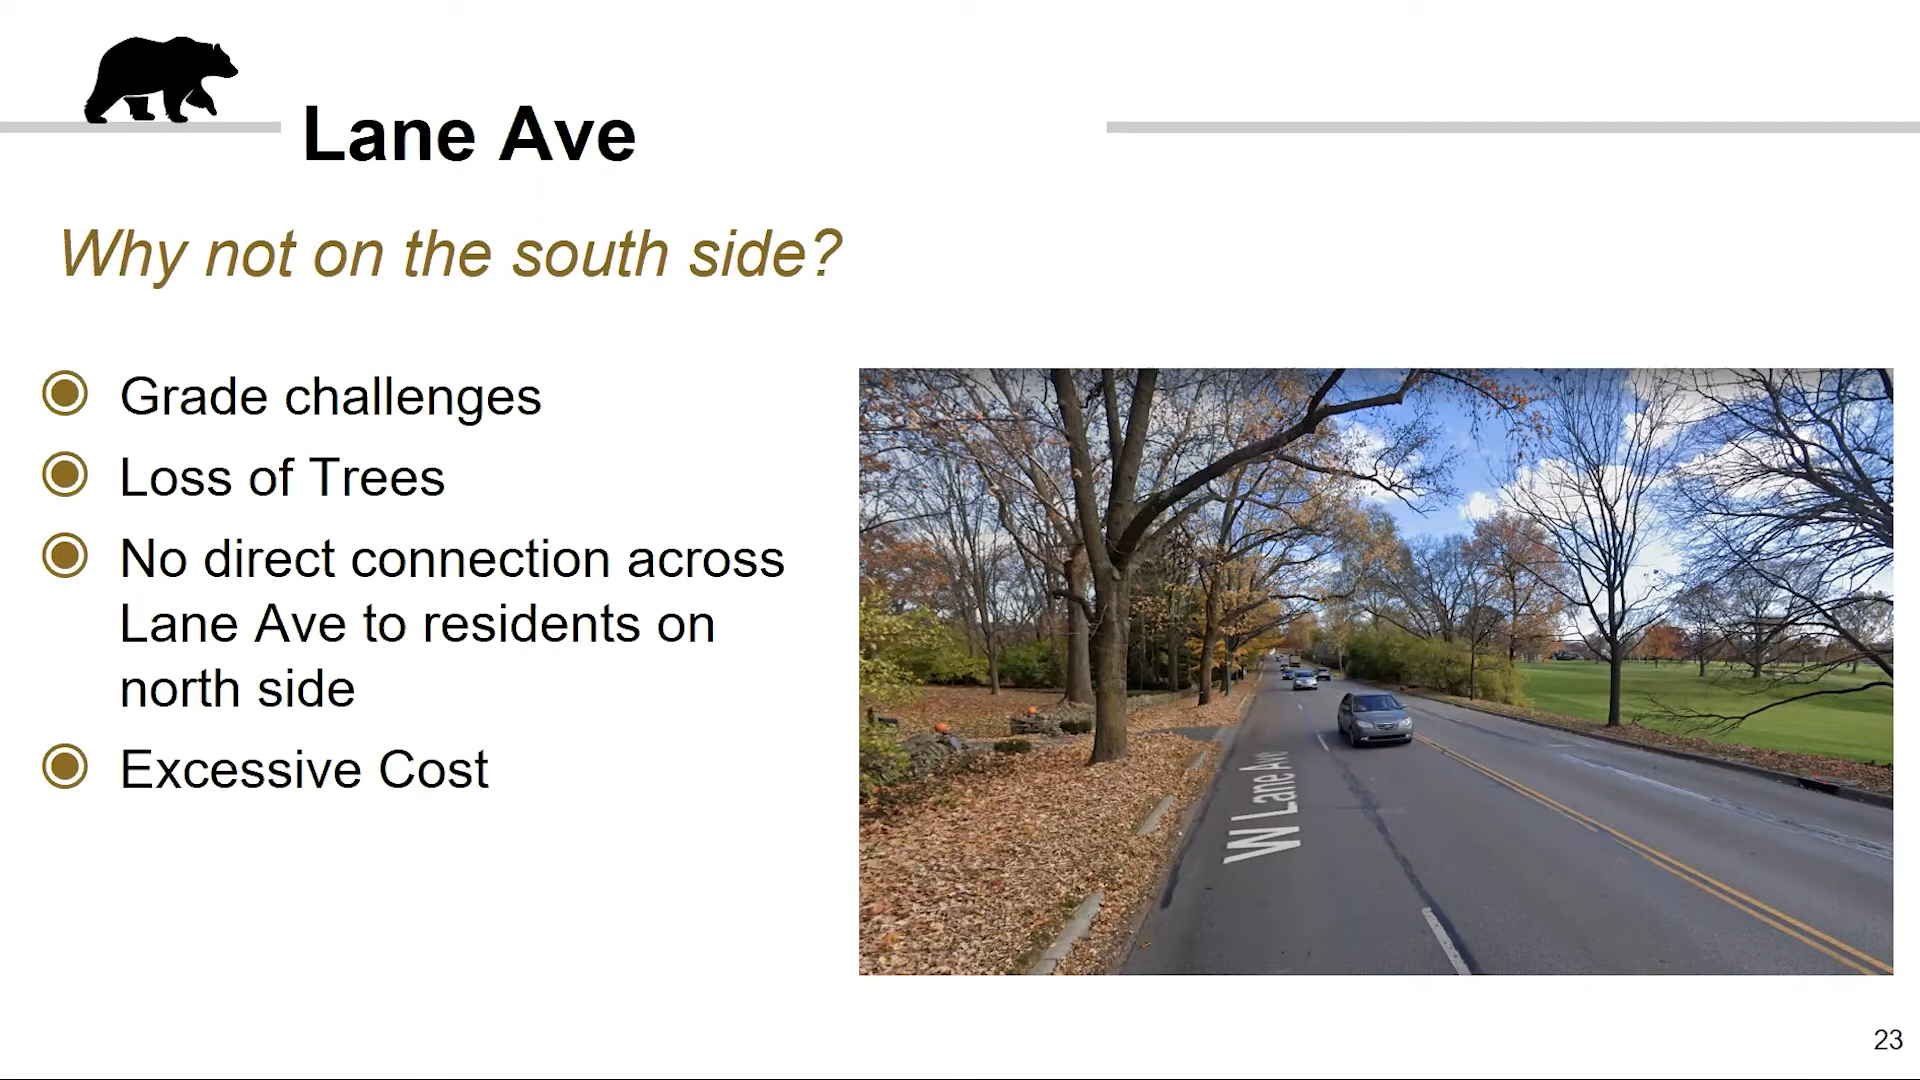 Lane Ave
Why not on the south side?
Grade challenges
Loss of Trees
No direct connection across
Lane Ave to residents on
north side
Excessive Cost
W Lane Ave
23